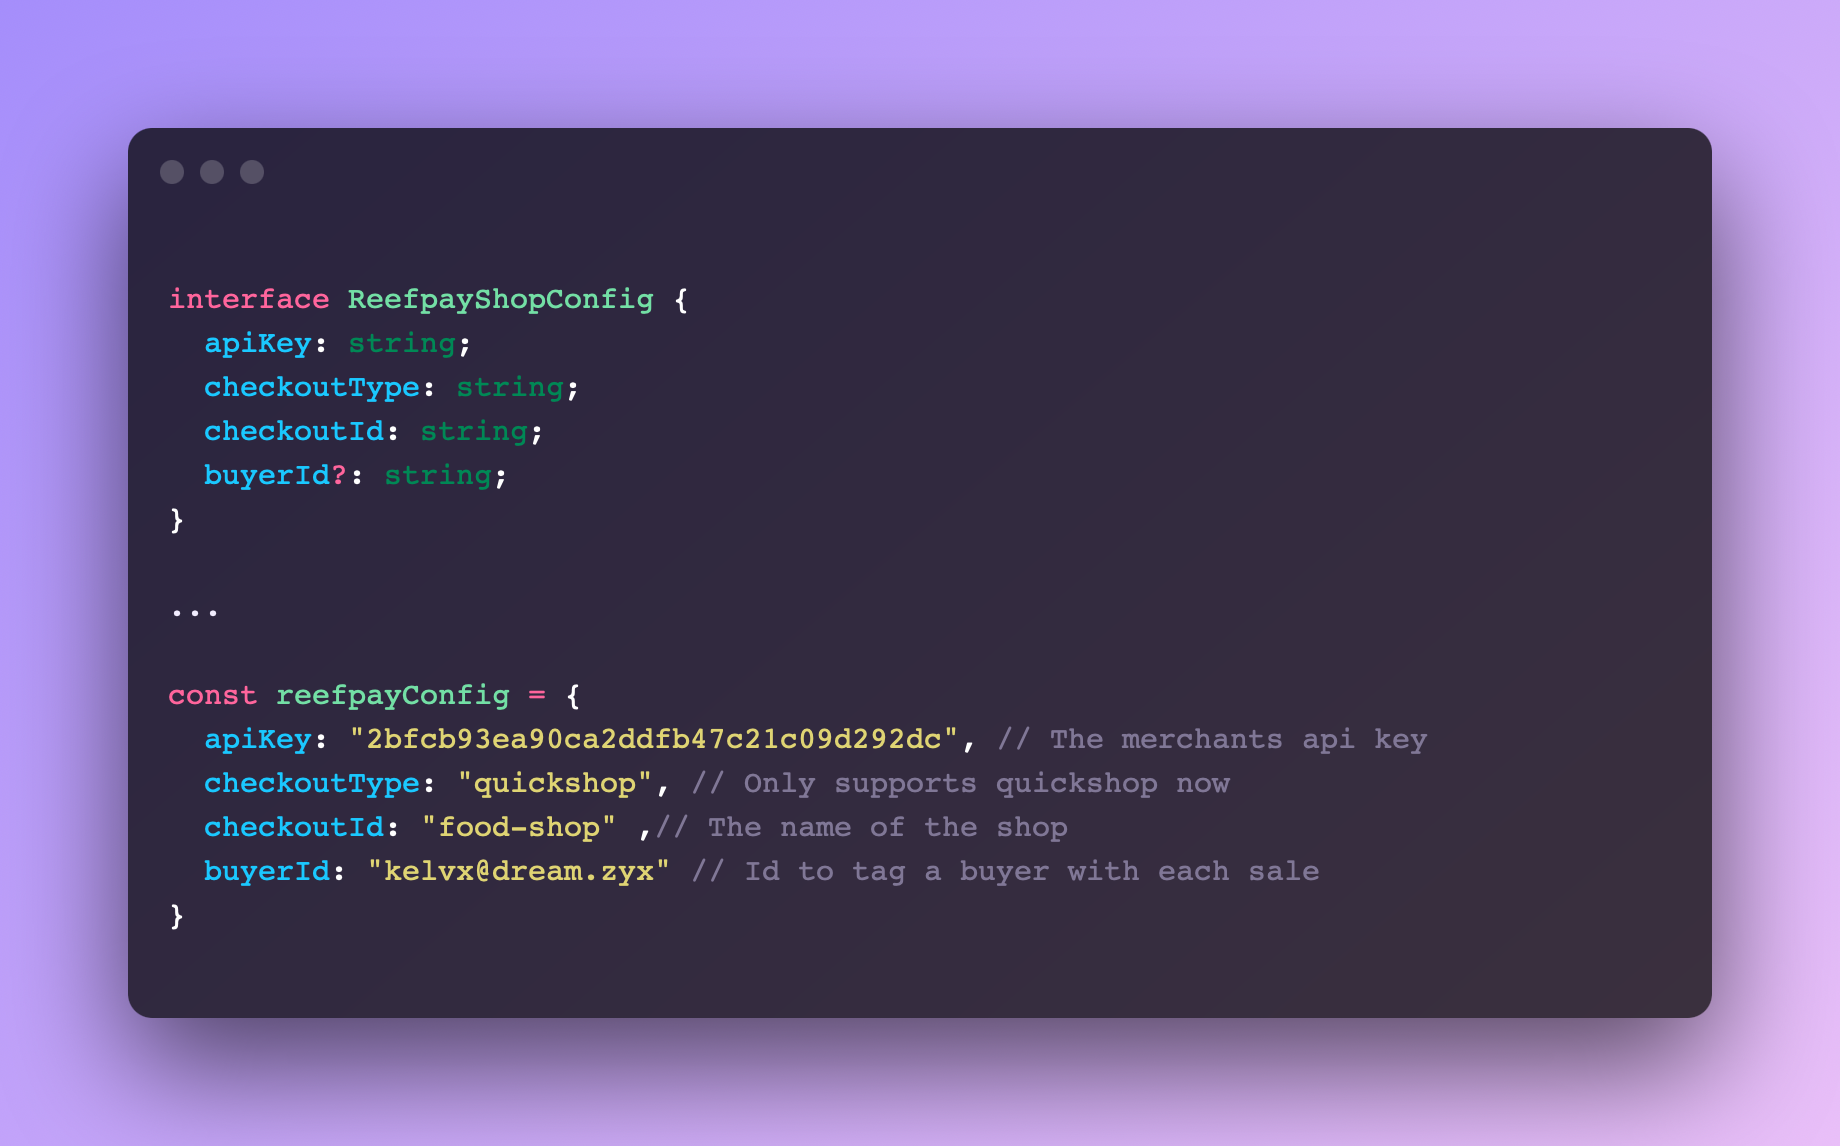 interface ReefpayShopConfig {
  apiKey: string;
  checkoutType: string;
  checkoutId: string;
  buyerId?: string;
}
...
const reefpayConfig = {
  apiKey: "2bfcb93ea90ca2ddfb47c21c09d292dc", // The merchants api key
  checkoutType: "quickshop", // Only supports quickshop now
  checkoutId: "food-shop" ,// The name of the shop
  buyerId: "kelvx@dream.zyx" // Id to tag a buyer with each sale
}